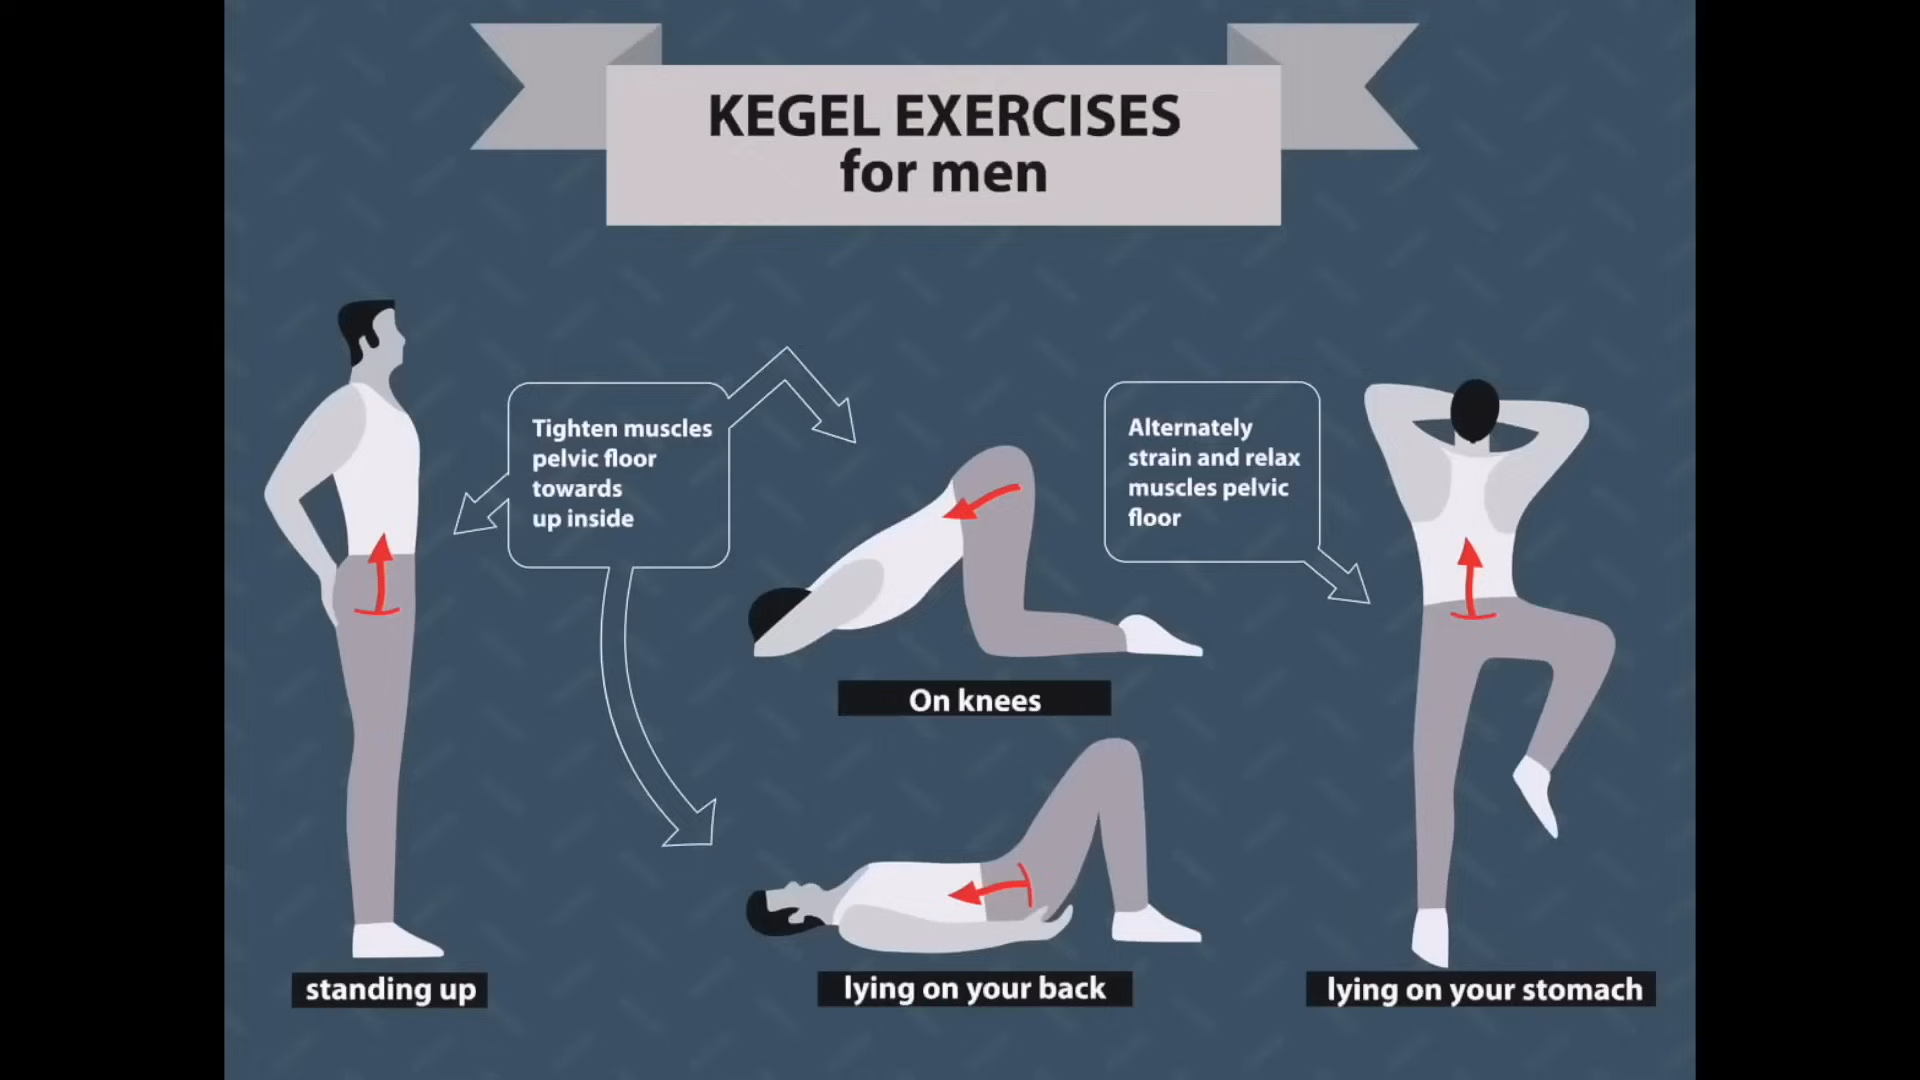 KEGEL EXERCISES
for men
Tighten muscles
pelvic floor
towards
up inside
Alternately
strain and relax
muscles pelvic
floor
On knees
standing up
lying on your back
lying on your stomach